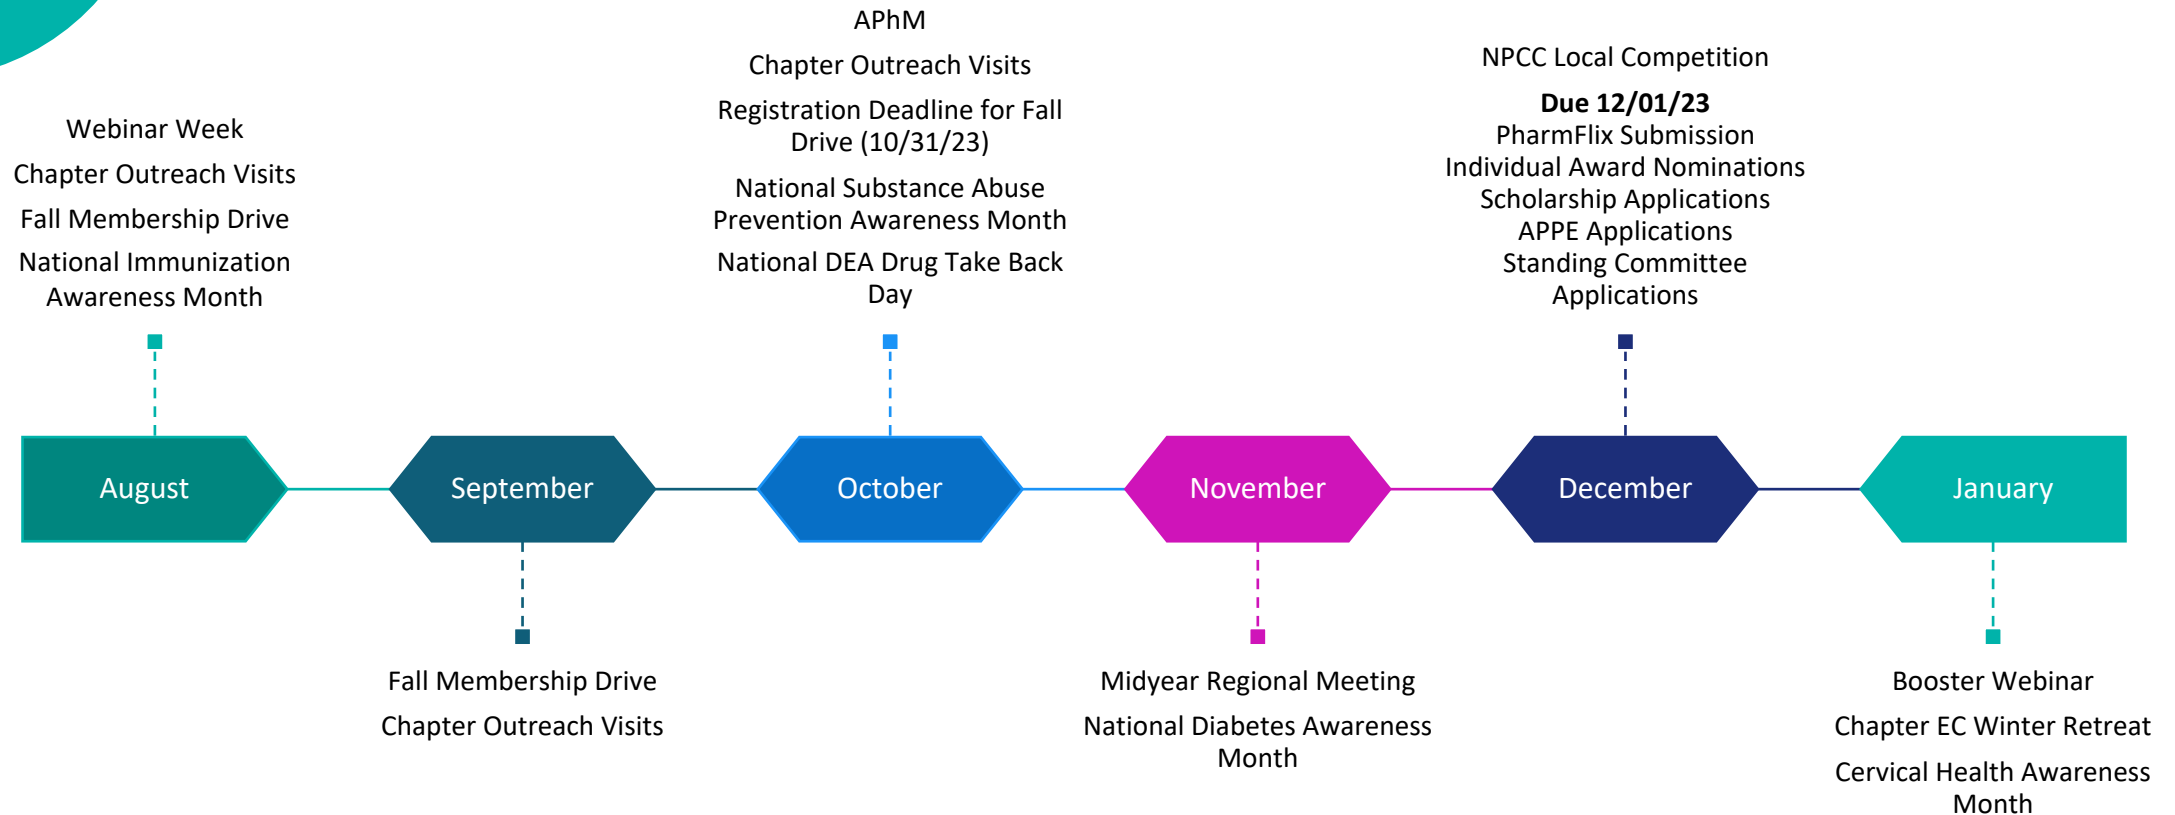 Webinar Week
Chapter Outreach Visits
Fall Membership Drive
National Immunization
Awareness Month
APhM
Chapter Outreach Visits
Registration Deadline for Fall
Drive (10/31/23)
National Substance Abuse
Prevention Awareness Month
National DEA Drug Take Back
Day
NPCC Local Competition
Due 12/01/23
PharmFlix Submission
Individual Award Nominations
Scholarship Applications
APPE Applications
Standing Committee
Applications
August
September
October
November
December
January
Fall Membership Drive
Chapter Outreach Visits
Midyear Regional Meeting
National Diabetes Awareness
Month
Booster Webinar
Chapter EC Winter Retreat
Cervical Health Awareness
Month